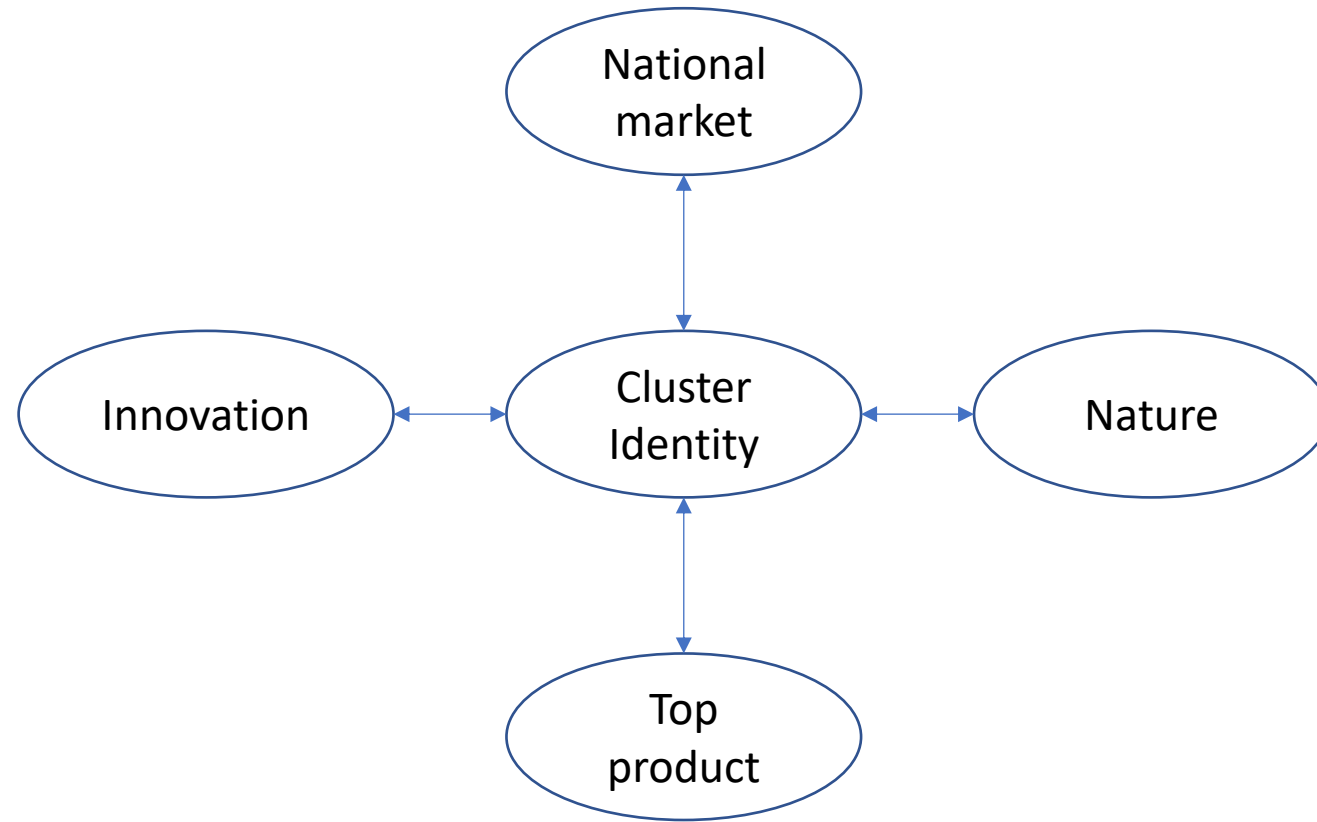 National
market
Innovation
Cluster
Identity
Nature
Top
product